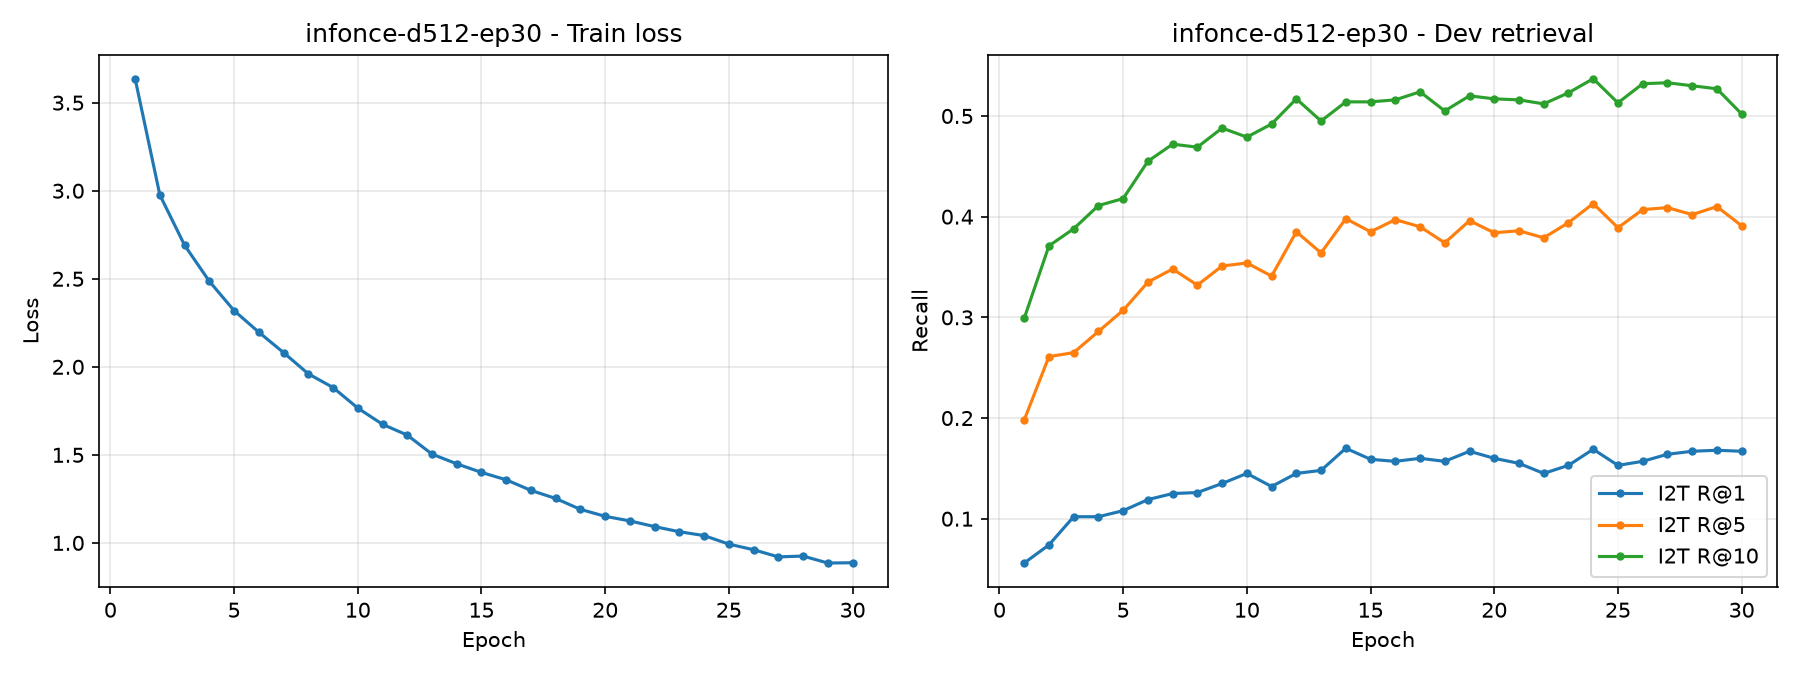 infonce-d512-ep30 - Train loss
3.5
3.0
2.5
2.0
1.5
1.0
Loss
0 5 10 15 20 25 30
Epoch
infonce-d512-ep30 - Dev retrieval
0.5
0.4
0.3
0.2
0.1
Recall
I2T R@1
I2T R@5
I2T R@10
0 5 10 15 20 25 30
Epoch